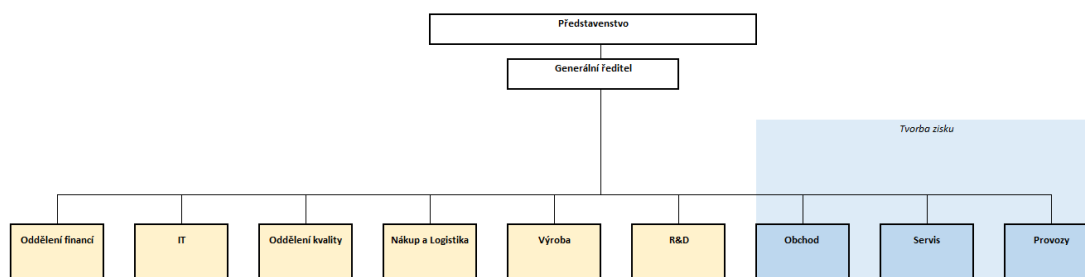 Představenstvo
Generální ředitel
Tvorba zisku
Oddělení financí
IT
Oddělení kvality
Nákup a Logistika
Výroba
R&D
Obchod
Servis
Provozy